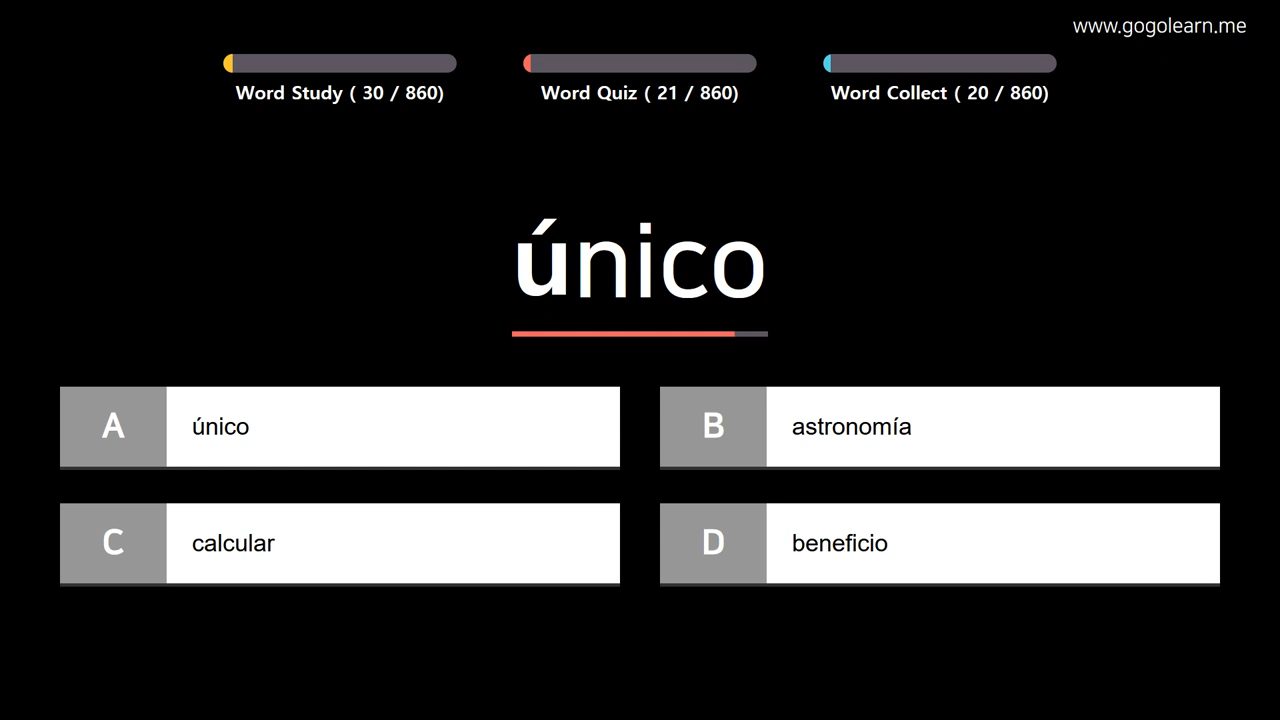 www.gogolearn.me
Word Study ( 30 / 860)
Word Quiz ( 21 / 860)
Word Collect ( 20 / 860)
único
A
único
B
astronomía
C
calcular
D
beneficio